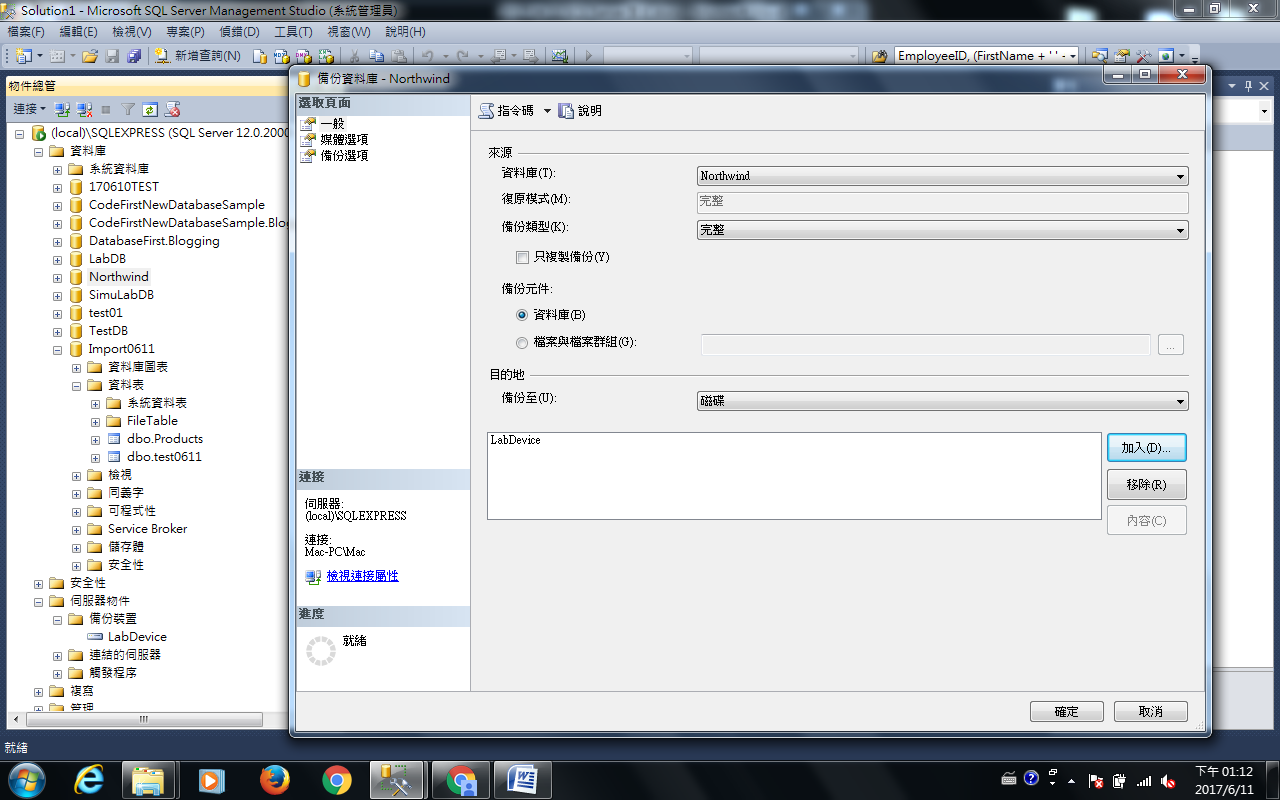 Solution1 - Microsoft SQL Server Management Studio (系統管理員)
檔案(F) 編輯(E) 檢視(V) 專案(P) 偵錯(D) 工具(T) 視窗(W) 說明(H)
新增查詢(N)
EmployeeID, (FirstName + ' ' -
物件總管
連接
(local)\SQLEXPRESS (SQL Server 12.0.2000
資料庫
系統資料庫
170610TEST
CodeFirstNewDatabaseSample
CodeFirstNewDatabaseSample.Blog
DatabaseFirst.Blogging
LabDB
Northwind
SimuLabDB
test01
TestDB
Import0611
資料庫圖表
資料表
系統資料表
FileTable
dbo.Products
dbo.test0611
檢視
同義字
可程式性
Service Broker
儲存體
安全性
安全性
伺服器物件
備份裝置
LabDevice
連結的伺服器
觸發程序
複寫
管理
就緒
備份資料庫 - Northwind
選取頁面
一般
媒體選項
備份選項
連接
伺服器:
(local)\SQLEXPRESS
連接:
Mac-PC\Mac
檢視連接屬性
進度
就緒
指令碼 說明
來源
資料庫(T):
Northwind
復原模式(M):
完整
備份類型(K):
完整
只複製備份(Y)
備份元件:
資料庫(B)
檔案與檔案群組(G):
...
目的地
備份至(U):
磁碟
LabDevice
加入(D)...
移除(R)
內容(C)
確定 取消
下午 01:12
2017/6/11